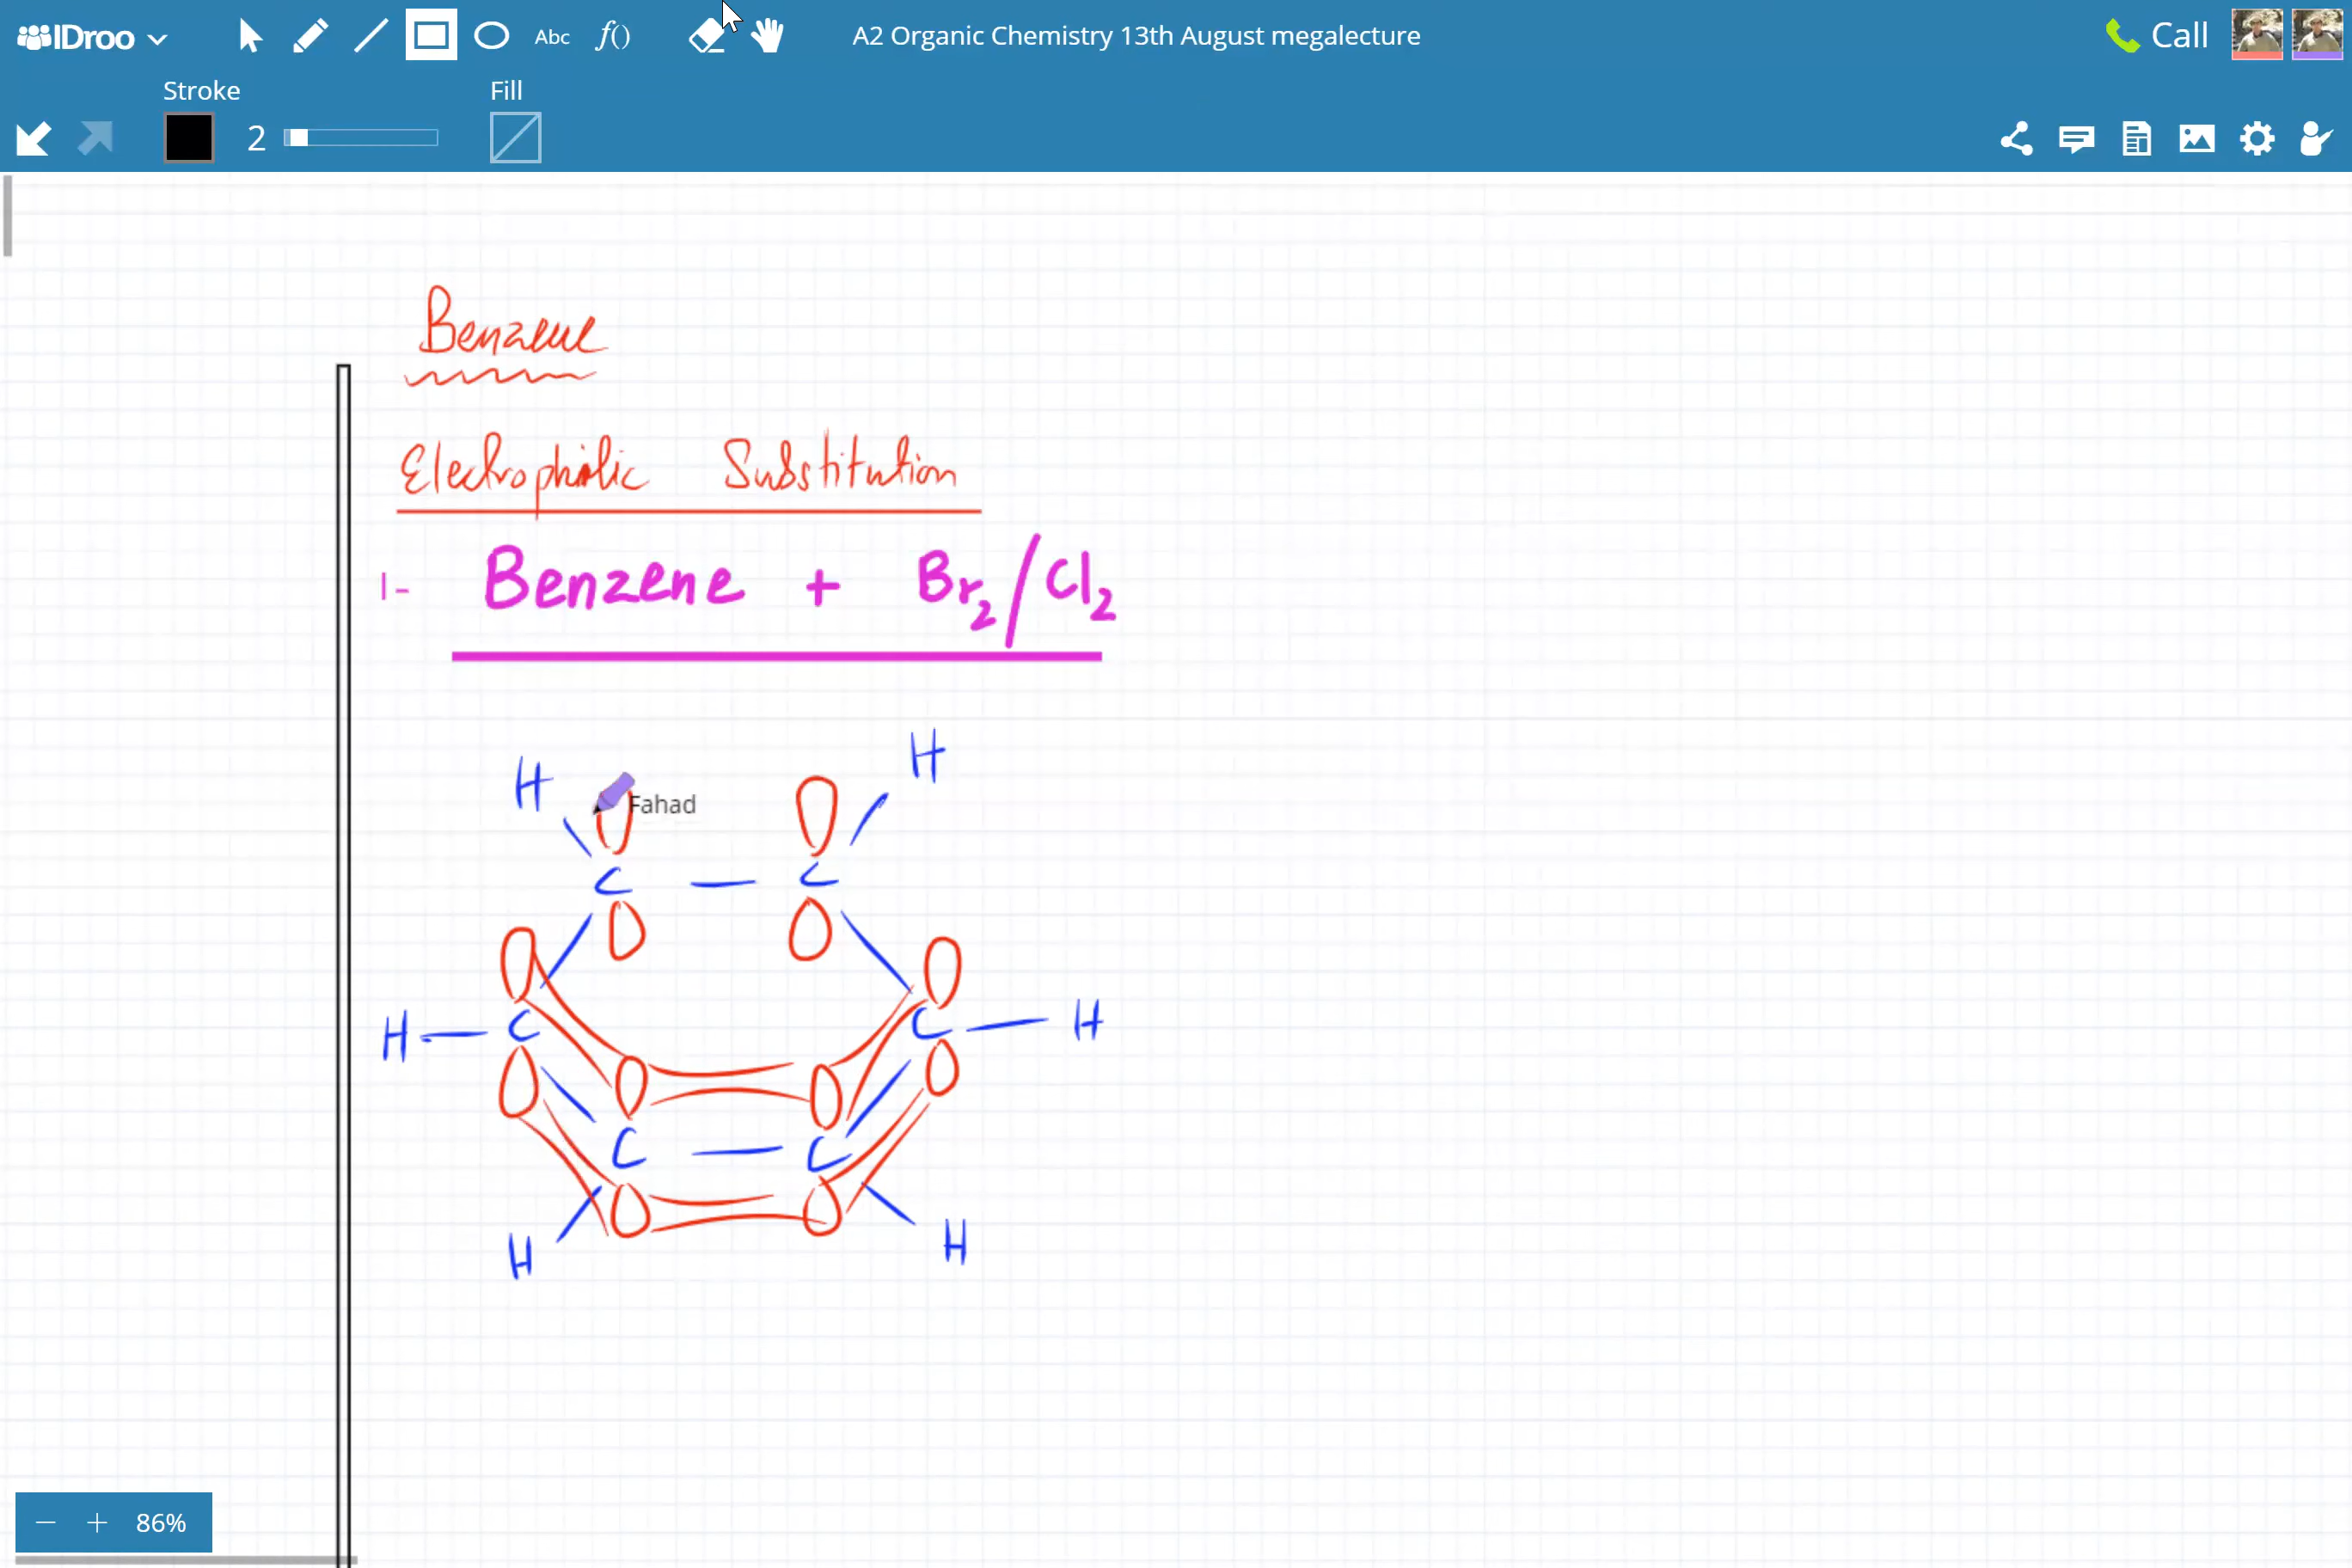 IDroo Abc f() A2 Organic Chemistry 13th August megalecture Call
Stroke Fill
2
Benzene
Electrophilic Substitution
1- Benzene + Br₂/Cl₂
H H
Fahad
C C
H C C H
C C
H H
86%